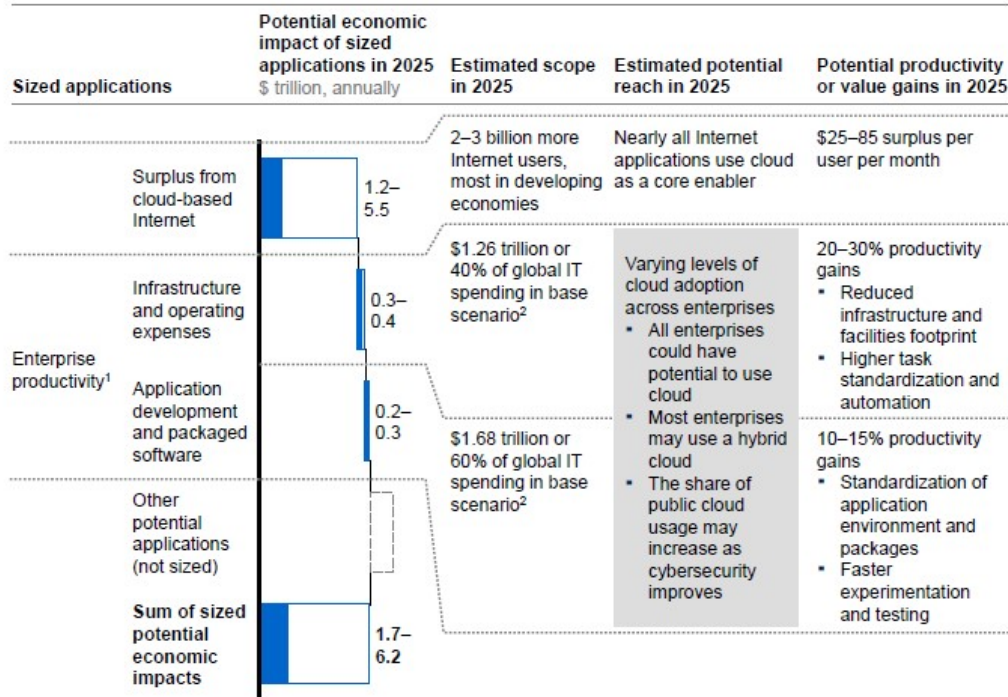 Sized applications
Potential economic
impact of sized
applications in 2025
$ trillion, annually
Estimated scope
in 2025
Estimated potential
reach in 2025
Potential productivity
or value gains in 2025
Surplus from
cloud-based
Internet
1.2–
5.5
2–3 billion more
Internet users,
most in developing
economies
Nearly all Internet
applications use cloud
as a core enabler
$25–85 surplus per
user per month
Enterprise
productivity¹
Infrastructure
and operating
expenses
0.3–
0.4
$1.26 trillion or
40% of global IT
spending in base
scenario²
Varying levels of
cloud adoption
across enterprises
▪ All enterprises
could have
potential to use
cloud
▪ Most enterprises
may use a hybrid
cloud
▪ The share of
public cloud
usage may
increase as
cybersecurity
improves
20–30% productivity
gains
▪ Reduced
infrastructure and
facilities footprint
▪ Higher task
standardization and
automation
Application
development
and packaged
software
0.2–
0.3
$1.68 trillion or
60% of global IT
spending in base
scenario²
10–15% productivity
gains
▪ Standardization of
application
environment and
packages
▪ Faster
experimentation
and testing
Other
potential
applications
(not sized)
Sum of sized
potential
economic
impacts
1.7–
6.2